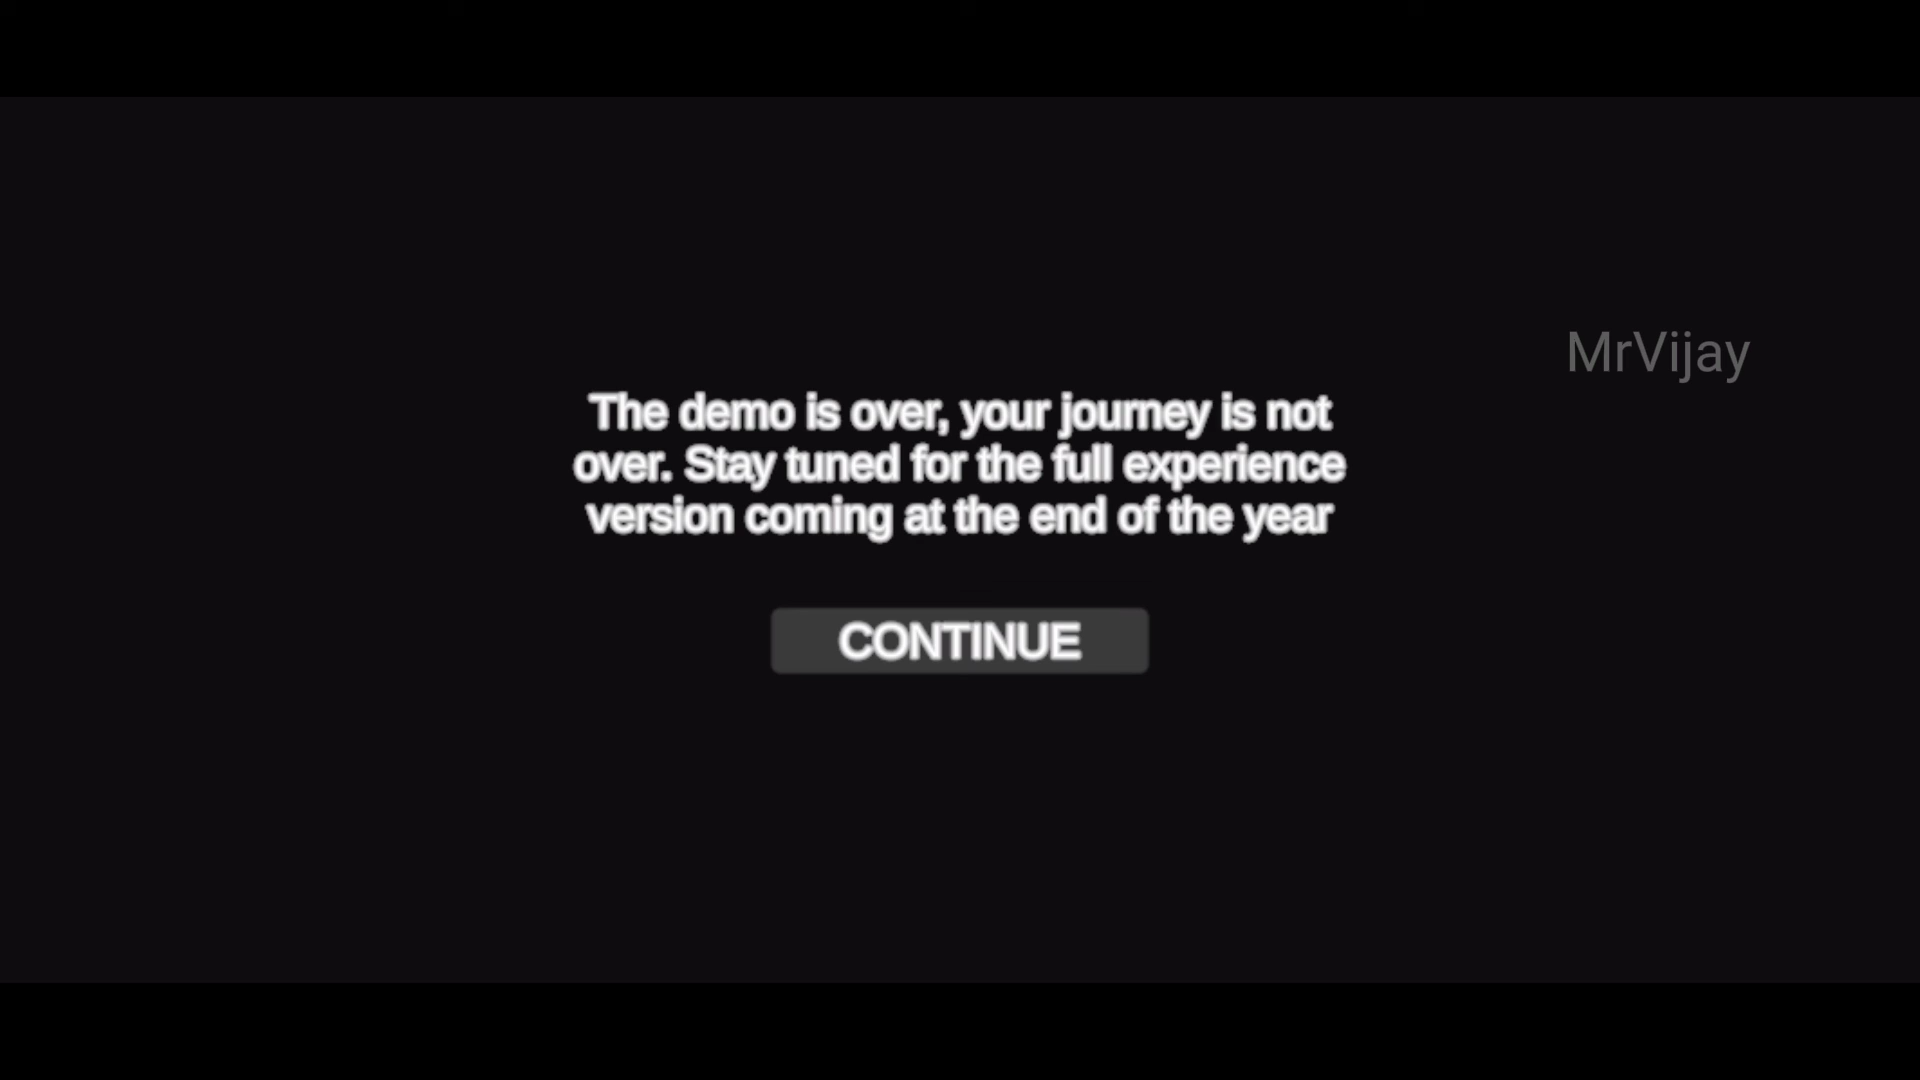 MrVijay
The demo is over, your journey is not
over. Stay tuned for the full experience
version coming at the end of the year
CONTINUE